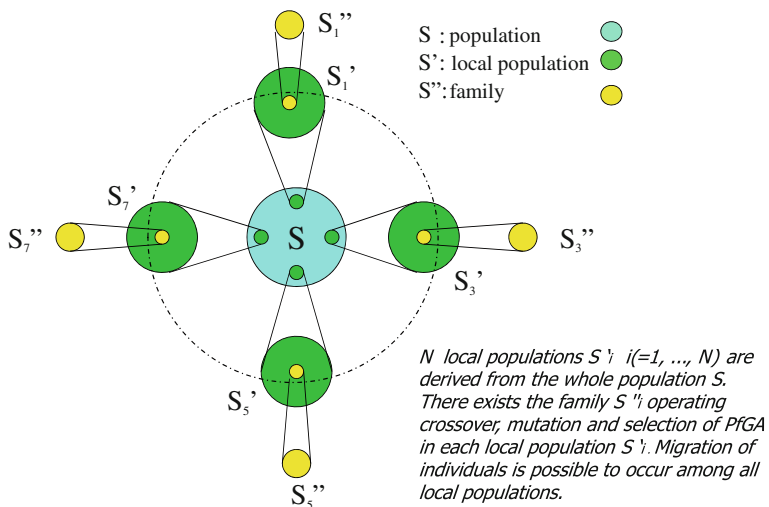 S₁’’
S : population
S’: local population
S’’: family
S₁’
S₇’
S₇’’
S
S₃’’
S₃’
S₅’
S₅’’
N local populations S ‵ᵢ i(=1, ..., N) are
derived from the whole population S.
There exists the family S "ᵢ operating
crossover, mutation and selection of PfGA
in each local population S ‵ᵢ. Migration of
individuals is possible to occur among all
local populations.